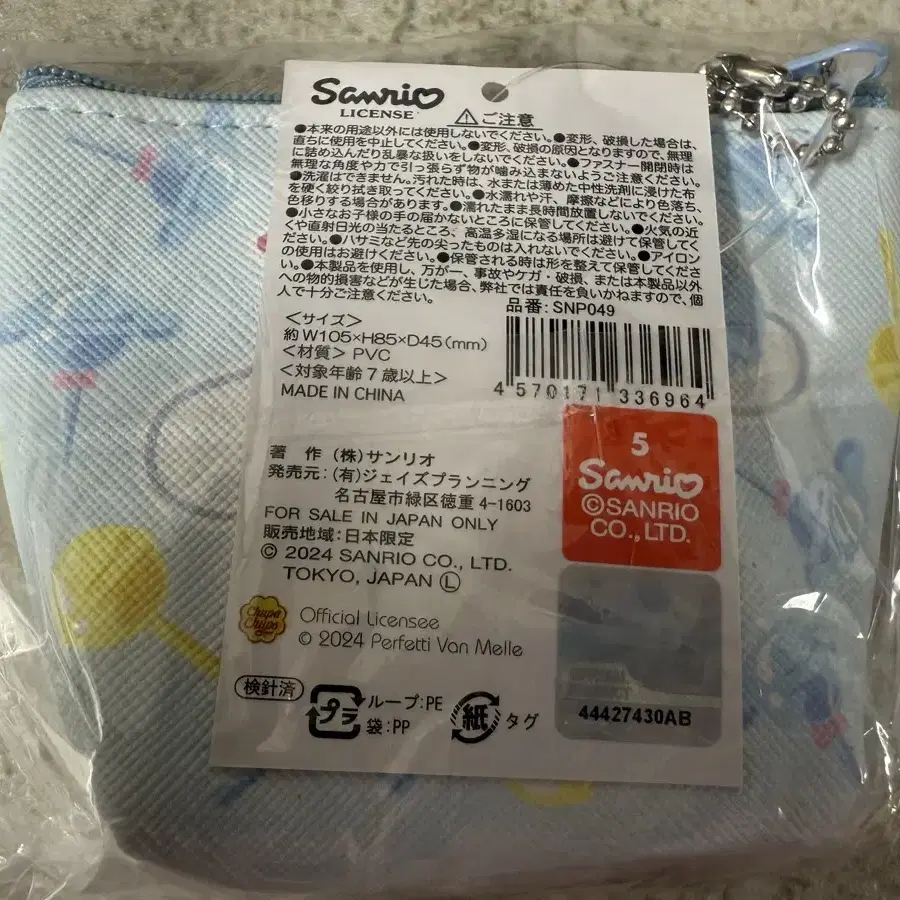 Sanrio
LICENSE
⚠ご注意
●本来の用途以外には使用しないでください。●変形、破損した場合は、
直ちに使用を中止してください。●変形、破損の原因となりますので、無理
に詰め込んだり乱暴な扱いをしないでください。●ファスナー開閉時は
無理な角度や力で引っ張らず物が噛み込まないようご注意ください。
●洗濯はできません。汚れた時は、水または薄めた中性洗剤に浸けた布
を硬く絞り拭き取ってください。●水濡れや汗、摩擦などにより色落ち、
色移りする場合があります。●濡れたまま長時間放置しないでください。
●小さなお子様の手の届かないところに保管してください。●火気の近
くや直射日光の当たるところ、高温多湿になる場所は避けて保管してく
ださい。●ハサミなど先の尖ったものは入れないでください。●アイロン
の使用はお避けください。●保管される時は形を整えて保管してくださ
い。●本製品を使用し、万が一、事故やケガ・破損、または本製品以外
への物的損害などが生じた場合、弊社では責任を負いかねますので、個
人で十分ご注意ください。
品番: SNP049
＜サイズ＞
約 W105×H85×D45(mm)
＜材質＞ PVC
＜対象年齢 7 歳以上＞
MADE IN CHINA
4 570171 336964
著 作 (株)サンリオ
発売元: (有)ジェイズプランニング
名古屋市緑区徳重 4-1603
FOR SALE IN JAPAN ONLY
販売地域: 日本限定
© 2024 SANRIO CO., LTD.
TOKYO, JAPAN Ⓛ
5
Sanrio
©SANRIO
CO., LTD.
Chupa
Chups
Official Licensee
© 2024 Perfetti Van Melle
検針済
プラ
ループ: PE
袋: PP
紙
タグ
44427430AB